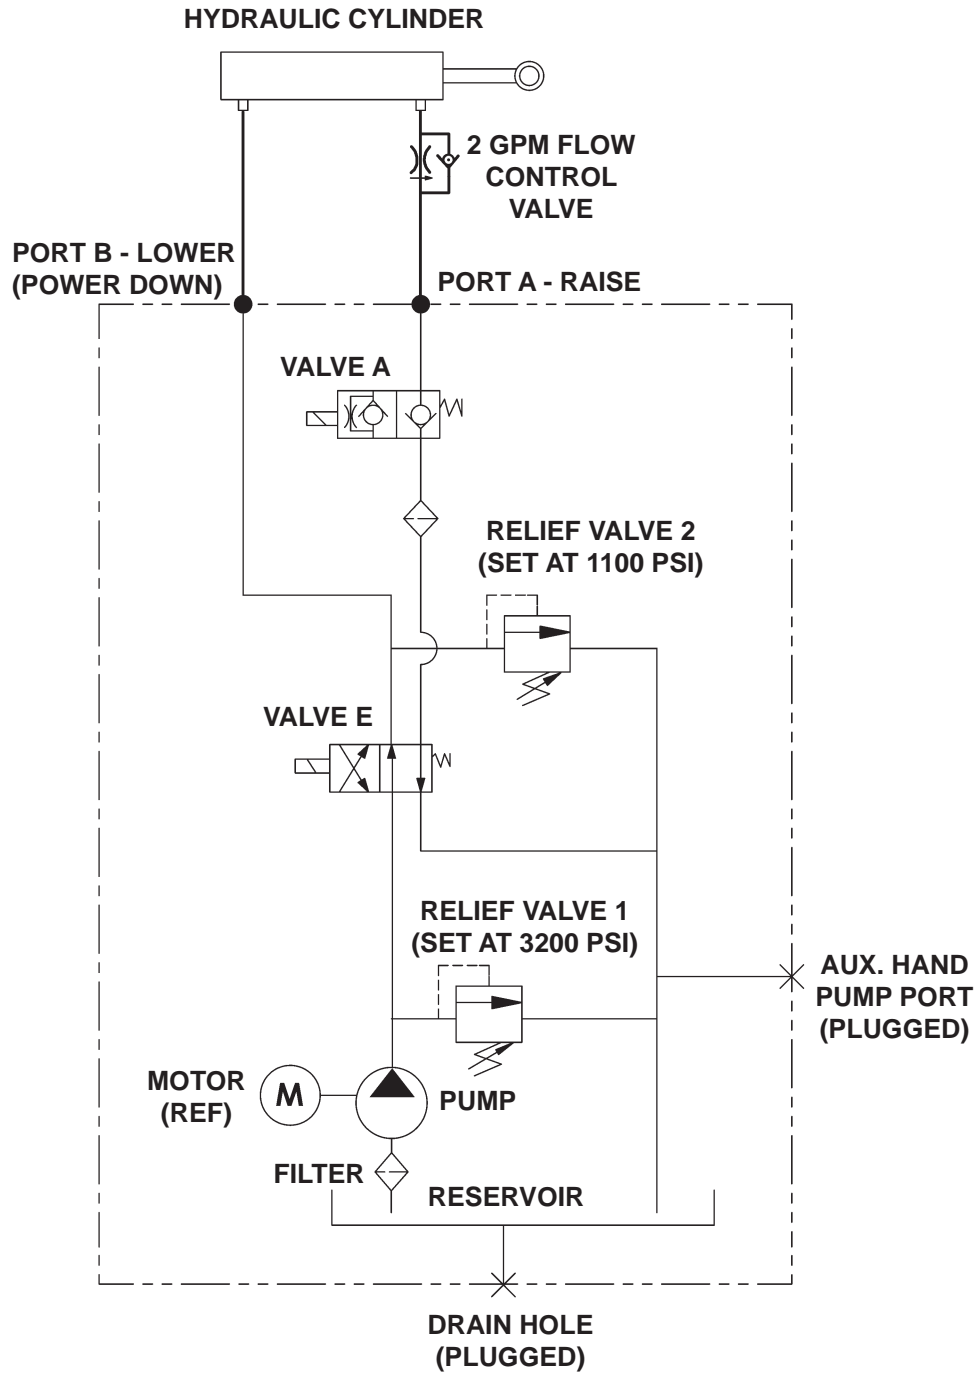 HYDRAULIC CYLINDER
2 GPM FLOW
CONTROL
VALVE
PORT B - LOWER
(POWER DOWN)
PORT A - RAISE
VALVE A
RELIEF VALVE 2
(SET AT 1100 PSI)
VALVE E
RELIEF VALVE 1
(SET AT 3200 PSI)
AUX. HAND
PUMP PORT
(PLUGGED)
MOTOR
(REF)
M
PUMP
FILTER
RESERVOIR
DRAIN HOLE
(PLUGGED)